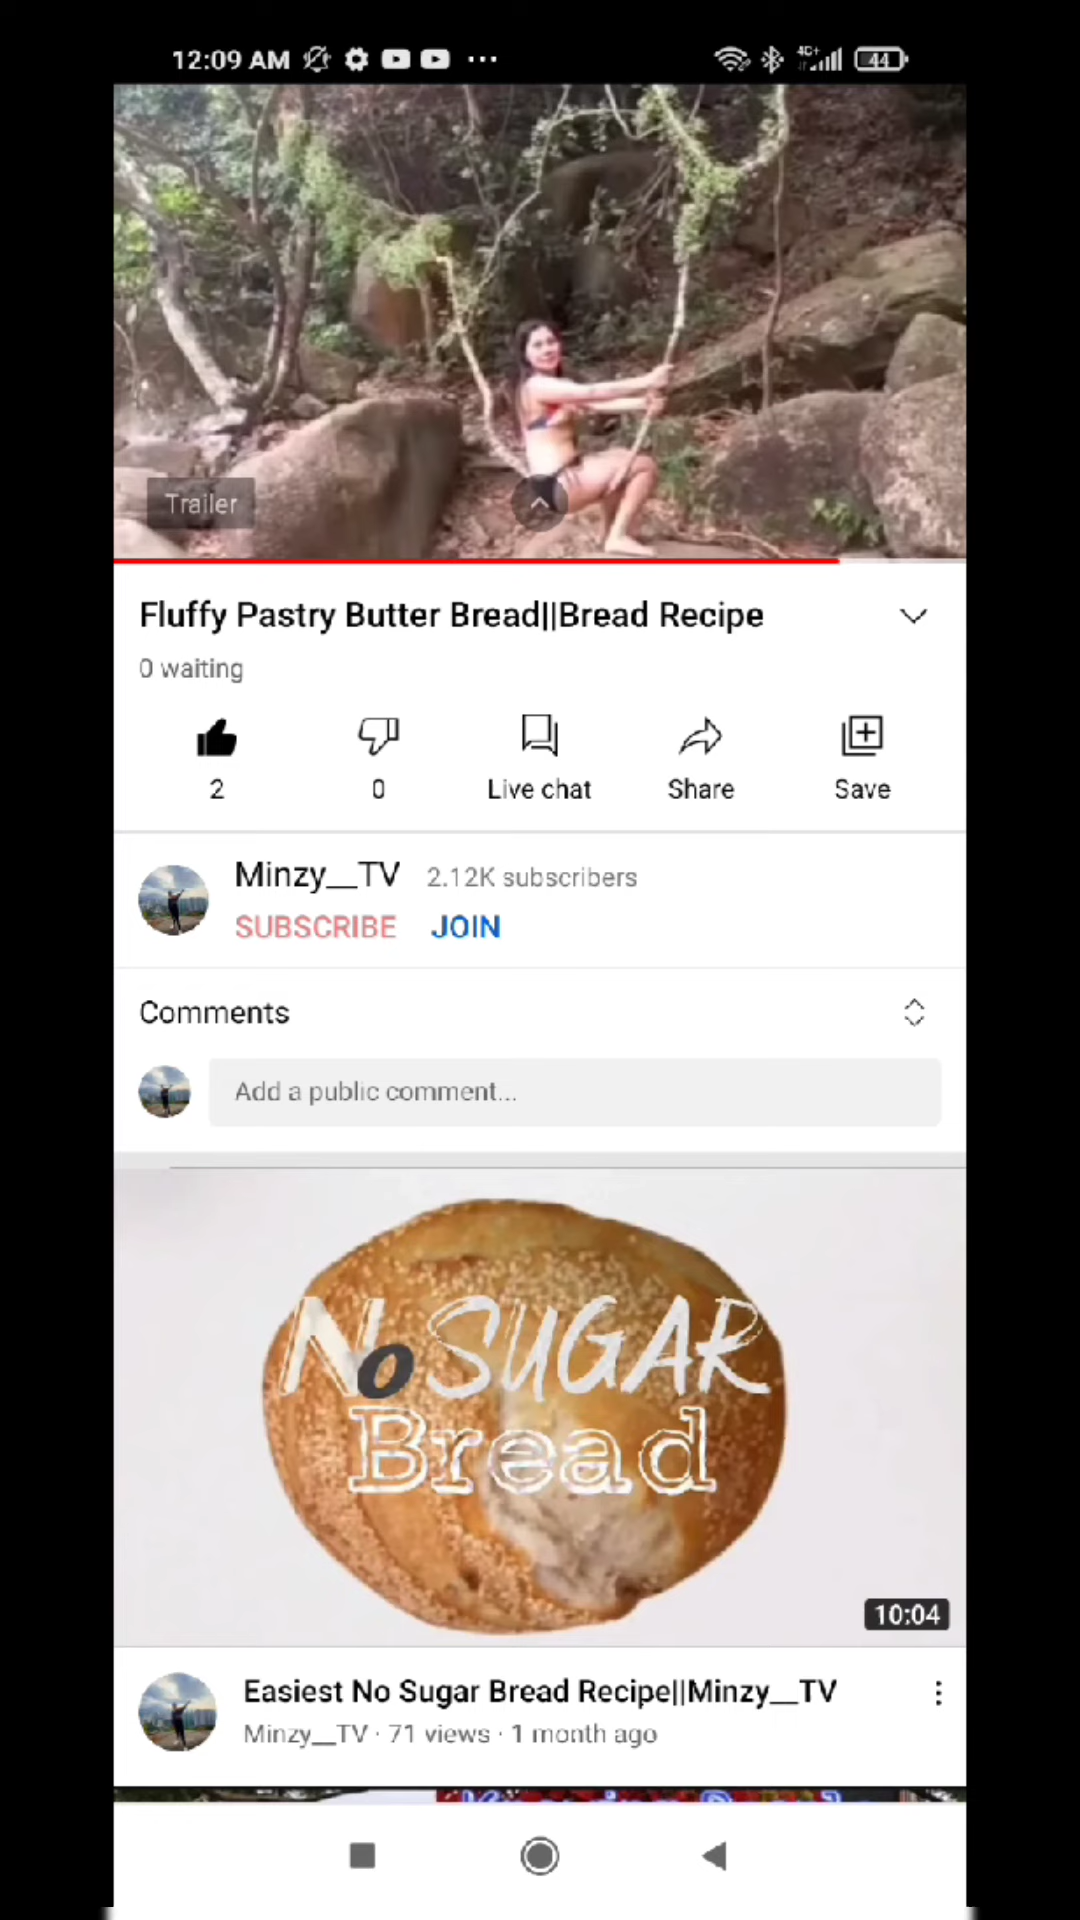 12:09 AM
4G+
44
Trailer
Fluffy Pastry Butter Bread||Bread Recipe
0 waiting
2
0
Live chat
Share
Save
Minzy__TV 2.12K subscribers
SUBSCRIBE JOIN
Comments
Add a public comment...
No SUGAR
Bread
10:04
Easiest No Sugar Bread Recipe||Minzy__TV
Minzy__TV · 71 views · 1 month ago